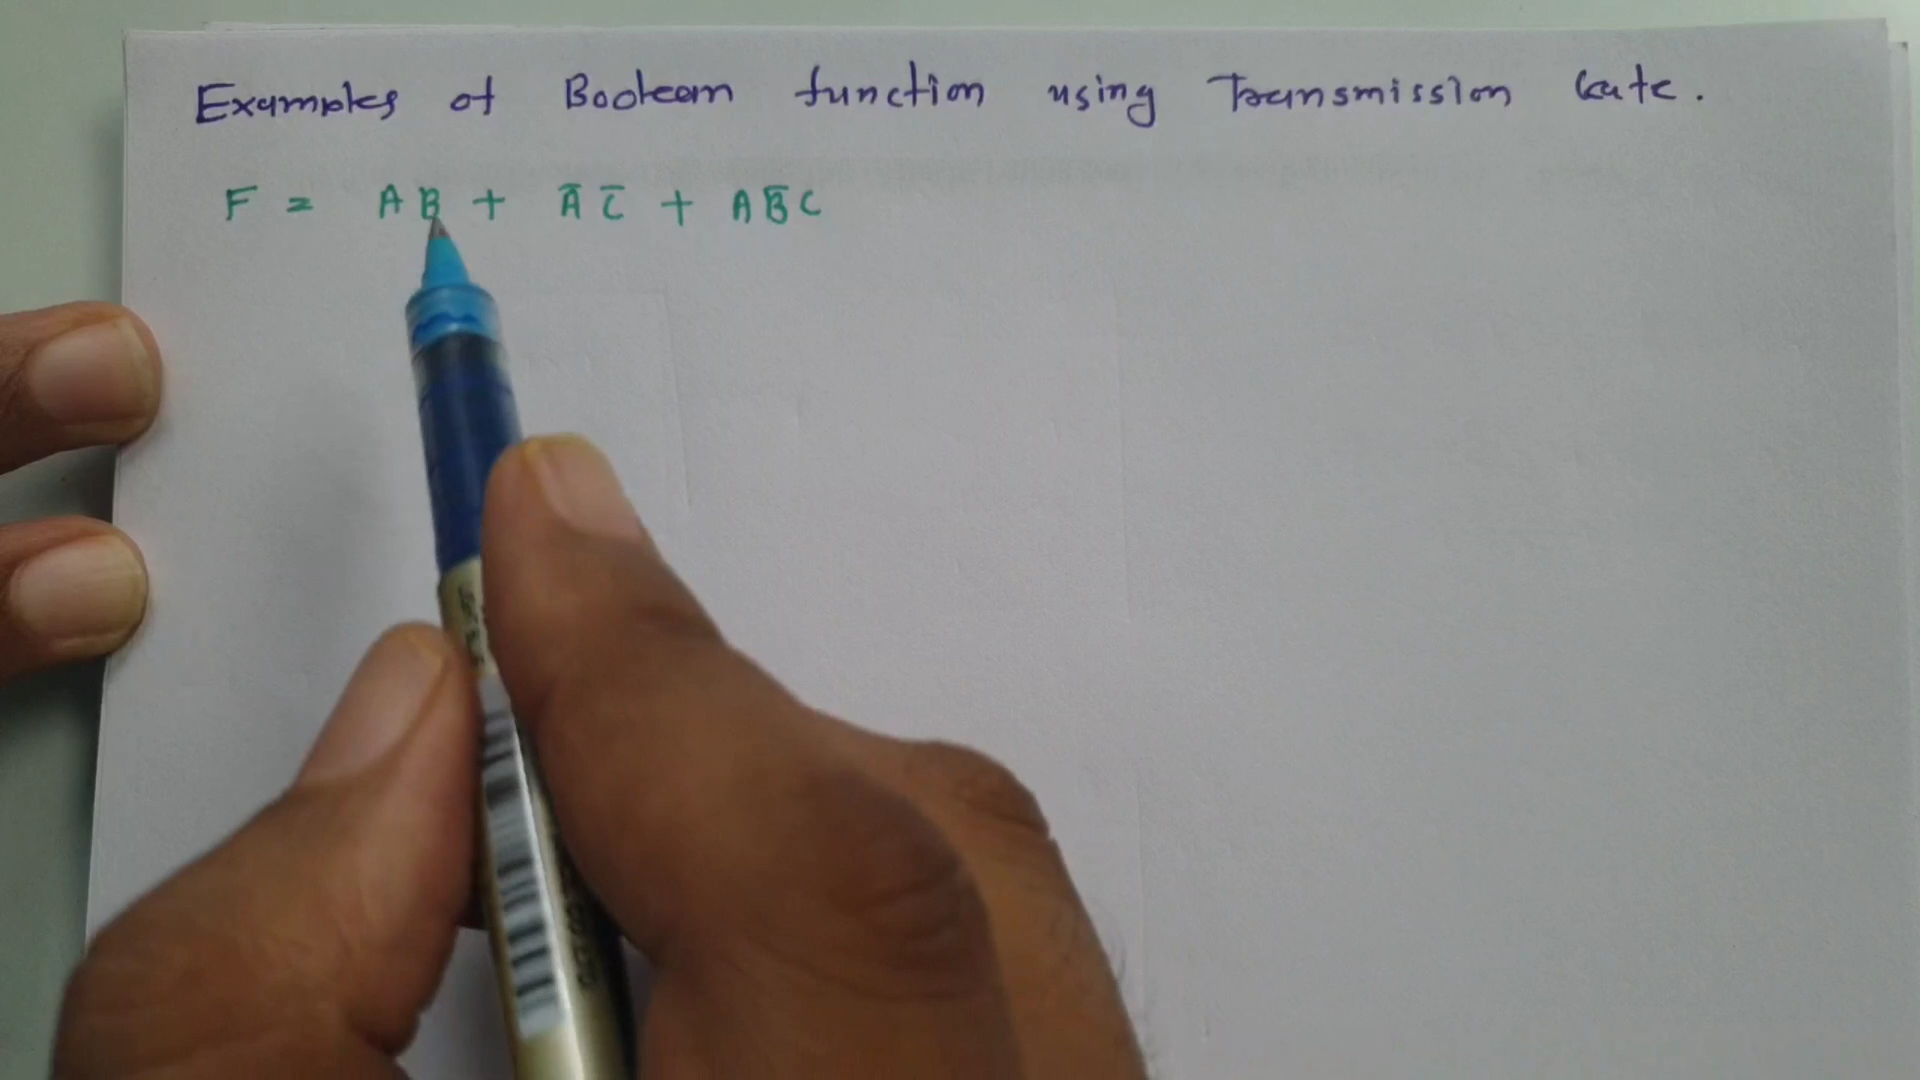 Examples of Boolean function using Transmission Gate.
F = AB + A̅ C̅ + AB̅C